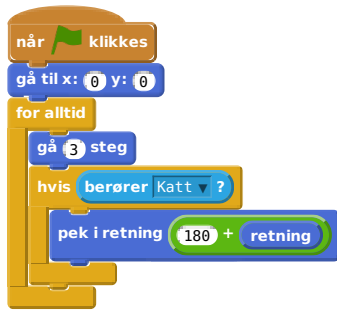 når klikkes
gå til x: 0 y: 0
for alltid
gå 3 steg
hvis berører Katt ▼ ?
pek i retning 180 + retning